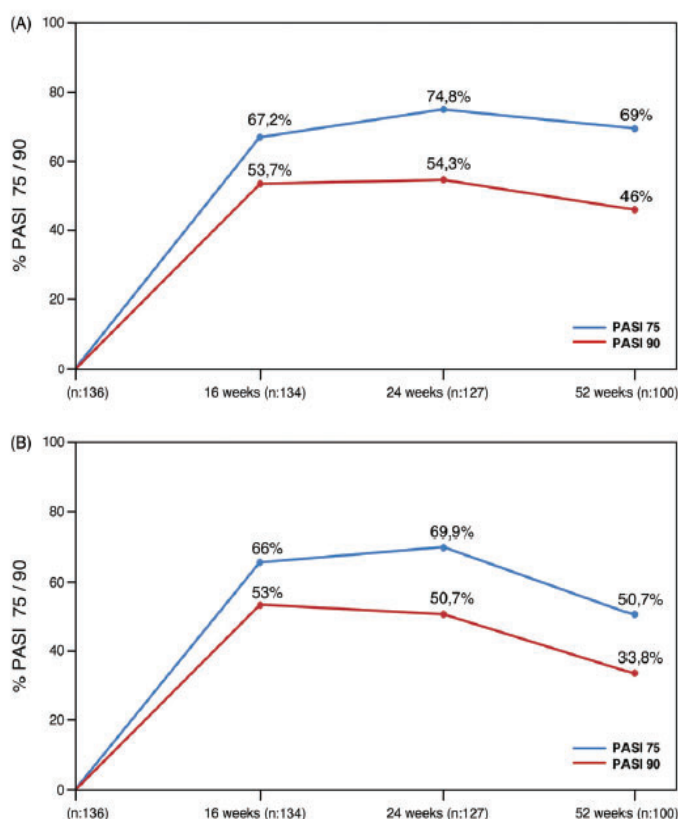 (A)
100
80
60
40
20
0
% PASI 75 / 90
67,2%
74,8%
69%
53,7%
54,3%
46%
PASI 75
PASI 90
(n:136)
16 weeks (n:134)
24 weeks (n:127)
52 weeks (n:100)
(B)
100
80
60
40
20
0
% PASI 75 / 90
66%
69,9%
50,7%
53%
50,7%
33,8%
PASI 75
PASI 90
(n:136)
16 weeks (n:134)
24 weeks (n:127)
52 weeks (n:100)